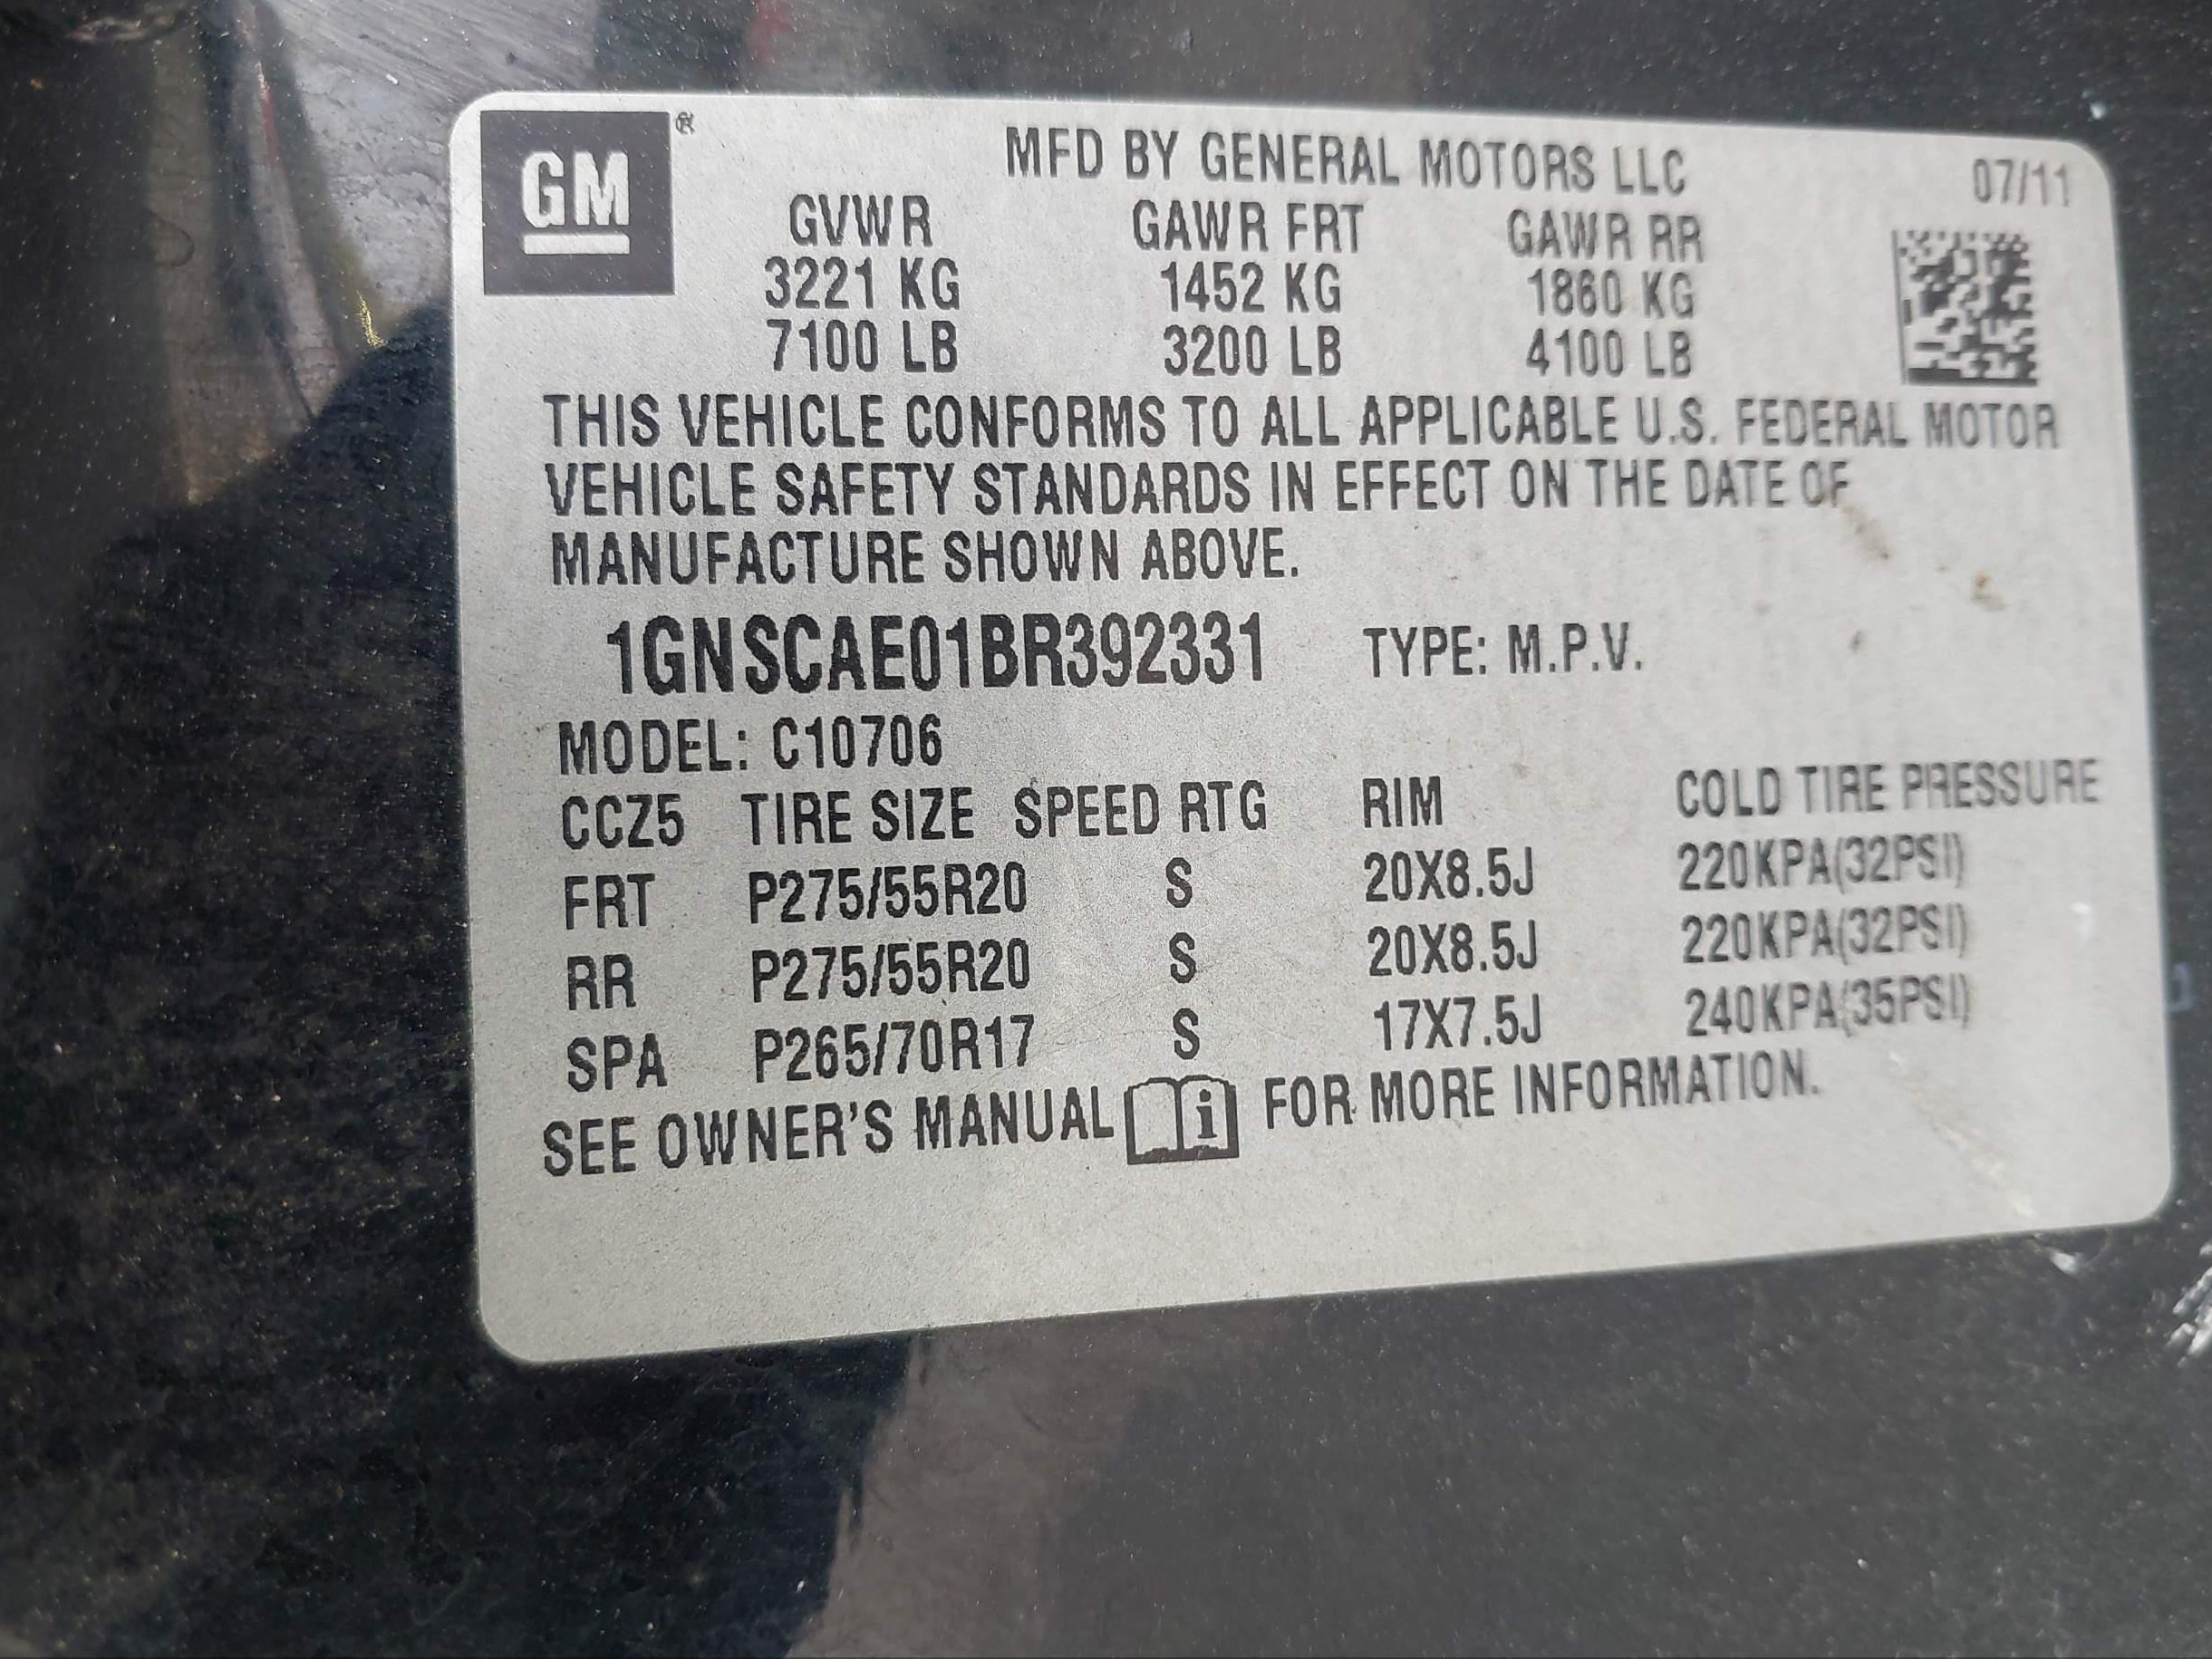 GM ®
MFD BY GENERAL MOTORS LLC 07/11
GVWR GAWR FRT GAWR RR
3221 KG 1452 KG 1860 KG
7100 LB 3200 LB 4100 LB
THIS VEHICLE CONFORMS TO ALL APPLICABLE U.S. FEDERAL MOTOR
VEHICLE SAFETY STANDARDS IN EFFECT ON THE DATE OF
MANUFACTURE SHOWN ABOVE.
1GNSCAE01BR392331 TYPE: M.P.V.
MODEL: C10706
CCZ5 TIRE SIZE SPEED RTG RIM COLD TIRE PRESSURE
FRT P275/55R20 S 20X8.5J 220KPA(32PSI)
RR P275/55R20 S 20X8.5J 220KPA(32PSI)
SPA P265/70R17 S 17X7.5J 240KPA(35PSI)
SEE OWNER'S MANUAL i FOR MORE INFORMATION.